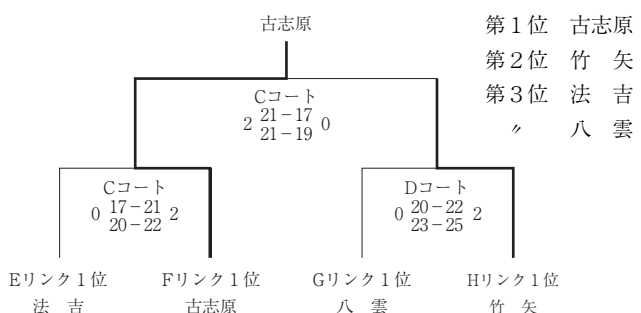 古志原
第1位 古志原
第2位 竹 矢
第3位 法 吉
〃 八 雲
Cコート
2 21-17 0
21-19
Cコート
0 17-21 2
20-22
Dコート
0 20-22 2
23-25
Eリンク1位
法 吉
Fリンク1位
古志原
Gリンク1位
八 雲
Hリンク1位
竹 矢